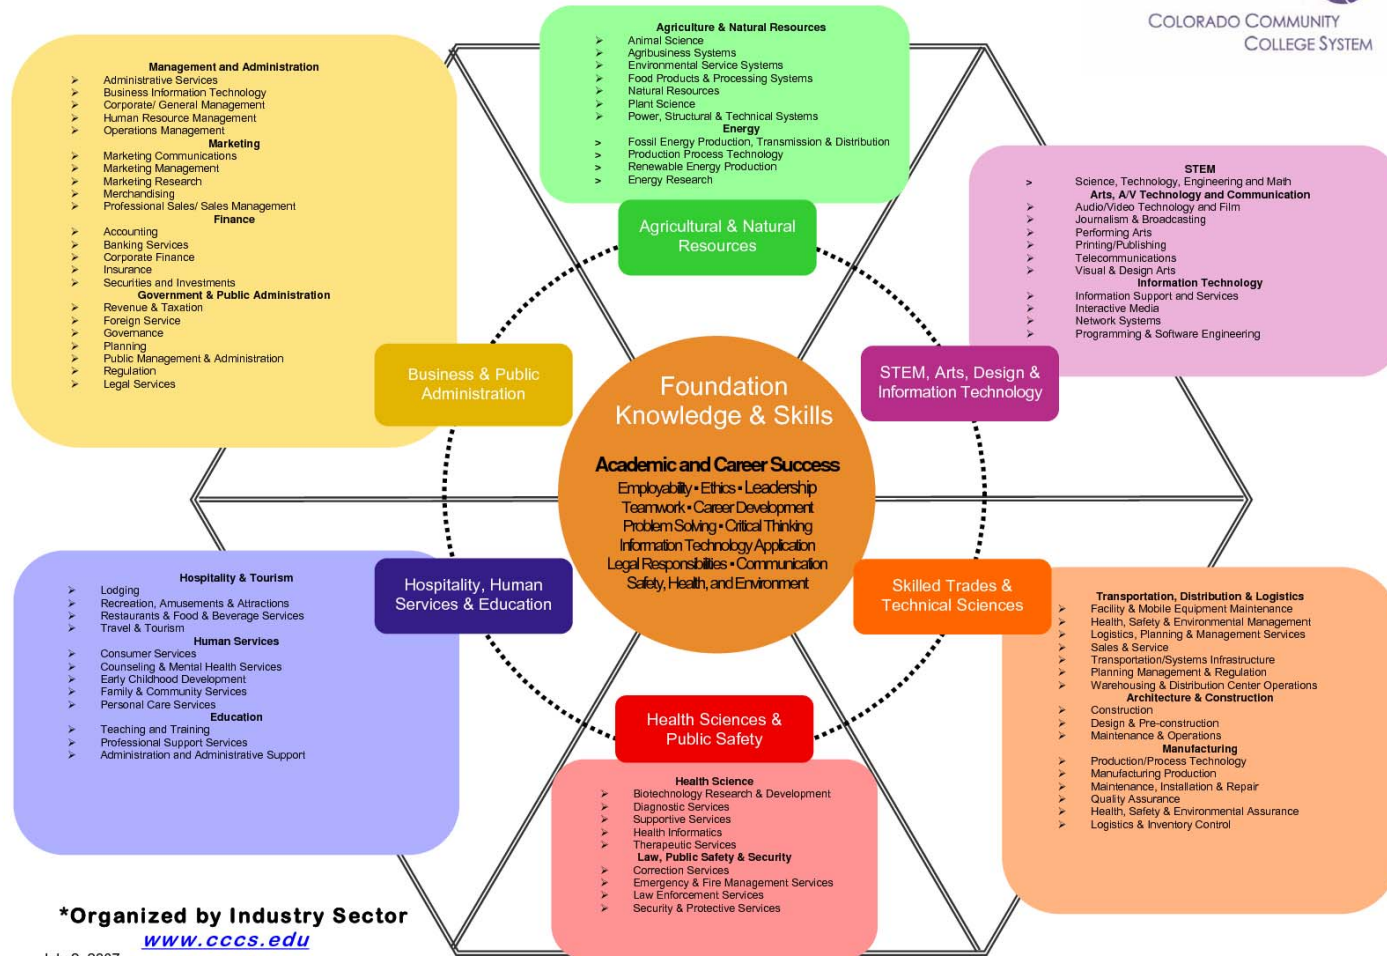 COLORADO COMMUNITY
COLLEGE SYSTEM
Management and Administration
➢ Administrative Services
➢ Business Information Technology
➢ Corporate/ General Management
➢ Human Resource Management
➢ Operations Management
Marketing
➢ Marketing Communications
➢ Marketing Management
➢ Marketing Research
➢ Merchandising
➢ Professional Sales/ Sales Management
Finance
➢ Accounting
➢ Banking Services
➢ Corporate Finance
➢ Insurance
➢ Securities and Investments
Government & Public Administration
➢ Revenue & Taxation
➢ Foreign Service
➢ Governance
➢ Planning
➢ Public Management & Administration
➢ Regulation
➢ Legal Services
Business & Public
Administration
Agriculture & Natural Resources
➢ Animal Science
➢ Agribusiness Systems
➢ Environmental Service Systems
➢ Food Products & Processing Systems
➢ Natural Resources
➢ Plant Science
➢ Power, Structural & Technical Systems
Energy
> Fossil Energy Production, Transmission & Distribution
> Production Process Technology
> Renewable Energy Production
> Energy Research
Agricultural & Natural
Resources
STEM
> Science, Technology, Engineering and Math
Arts, A/V Technology and Communication
➢ Audio/Video Technology and Film
➢ Journalism & Broadcasting
➢ Performing Arts
➢ Printing/Publishing
➢ Telecommunications
➢ Visual & Design Arts
Information Technology
➢ Information Support and Services
➢ Interactive Media
➢ Network Systems
➢ Programming & Software Engineering
STEM, Arts, Design &
Information Technology
Foundation
Knowledge & Skills
Academic and Career Success
Employability ▪ Ethics ▪ Leadership
Teamwork ▪ Career Development
Problem Solving ▪ Critical Thinking
Information Technology Application
Legal Responsibilities ▪ Communication
Safety, Health, and Environment
Hospitality & Tourism
➢ Lodging
➢ Recreation, Amusements & Attractions
➢ Restaurants & Food & Beverage Services
➢ Travel & Tourism
Human Services
➢ Consumer Services
➢ Counseling & Mental Health Services
➢ Early Childhood Development
➢ Family & Community Services
➢ Personal Care Services
Education
➢ Teaching and Training
➢ Professional Support Services
➢ Administration and Administrative Support
Hospitality, Human
Services & Education
Skilled Trades &
Technical Sciences
Transportation, Distribution & Logistics
➢ Facility & Mobile Equipment Maintenance
➢ Health, Safety & Environmental Management
➢ Logistics, Planning & Management Services
➢ Sales & Service
➢ Transportation/Systems Infrastructure
➢ Planning Management & Regulation
➢ Warehousing & Distribution Center Operations
Architecture & Construction
➢ Construction
➢ Design & Pre-construction
➢ Maintenance & Operations
Manufacturing
➢ Production/Process Technology
➢ Manufacturing Production
➢ Maintenance, Installation & Repair
➢ Quality Assurance
➢ Health, Safety & Environmental Assurance
➢ Logistics & Inventory Control
Health Sciences &
Public Safety
Health Science
➢ Biotechnology Research & Development
➢ Diagnostic Services
➢ Supportive Services
➢ Health Informatics
➢ Therapeutic Services
Law, Public Safety & Security
➢ Correction Services
➢ Emergency & Fire Management Services
➢ Law Enforcement Services
➢ Security & Protective Services
*Organized by Industry Sector
www.cccs.edu